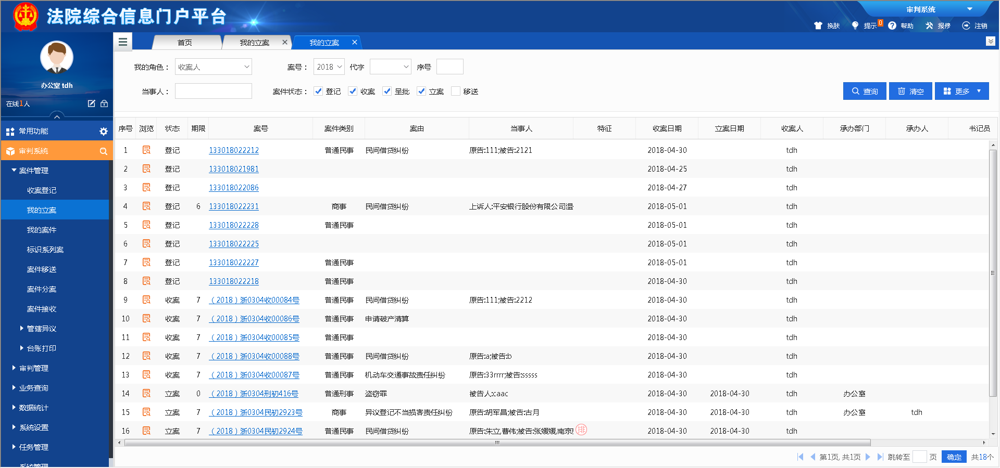 法院综合信息门户平台
审判系统
换肤 提示 0 帮助 报修 注销
首页 我的立案 我的立案
办公室 tdh
在线1人
常用功能
审判系统
案件管理
收案登记
我的立案
我的案件
标识系列案
案件移送
案件分案
案件接收
管辖异议
台账打印
审判管理
业务查询
数据统计
系统设置
任务管理
系统管理
我的角色： 收案人 案号： 2018 代字 序号
当事人： 案件状态： 登记 收案 呈批 立案 移送 查询 清空 更多
序号 浏览 状态 期限 案号 案件类别 案由 当事人 特征 收案日期 立案日期 收案人 承办部门 承办人 书记员
1 登记 133018022212 普通民事 民间借贷纠纷 原告:111;被告:2121 2018-04-30 tdh
2 登记 133018021981 2018-04-25 tdh
3 登记 133018022086 2018-04-27 tdh
4 登记 6 133018022231 商事 民间借贷纠纷 上诉人:平安银行股份有限公司温 2018-05-01 tdh
5 登记 133018022228 普通民事 2018-05-01 tdh
6 登记 133018022225 2018-05-01 tdh
7 登记 133018022227 普通民事 2018-05-01 tdh
8 登记 133018022218 普通民事 2018-04-30 tdh
9 收案 7 （2018）浙0304收00084号 普通民事 民间借贷纠纷 原告:111;被告:2212 2018-04-30 tdh
10 收案 7 （2018）浙0304收00086号 普通民事 申请破产清算 2018-04-30 tdh
11 收案 7 （2018）浙0304收00085号 普通民事 2018-04-30 tdh
12 收案 7 （2018）浙0304收00088号 普通民事 民间借贷纠纷 原告:a;被告:b 2018-04-30 tdh
13 收案 7 （2018）浙0304收00087号 普通民事 机动车交通事故责任纠纷 原告:33rrrr;被告:sssss 2018-04-30 tdh
14 立案 0 （2018）浙0304刑初416号 普通刑事 盗窃罪 被告人:caac 2018-04-30 2018-04-30 tdh 办公室
15 立案 7 （2018）浙0304民初2923号 商事 异议登记不当损害责任纠纷 原告:胡军昌;被告:古月 2018-04-30 2018-04-30 tdh 办公室 tdh
16 立案 7 （2018）浙0304民初2924号 普通民事 民间借贷纠纷 原告:朱立,曹伟;被告:张嫒嫒,南京 排 2018-04-30 2018-04-30 tdh
第1页, 共1页 跳转至 页 确定 共18个